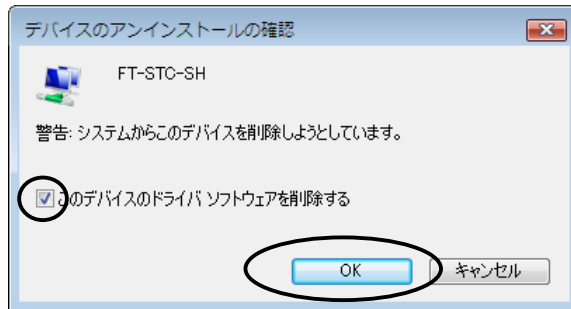 デバイスのアンインストールの確認
FT-STC-SH
警告: システムからこのデバイスを削除しようとしています。
このデバイスのドライバ ソフトウェアを削除する
OK キャンセル